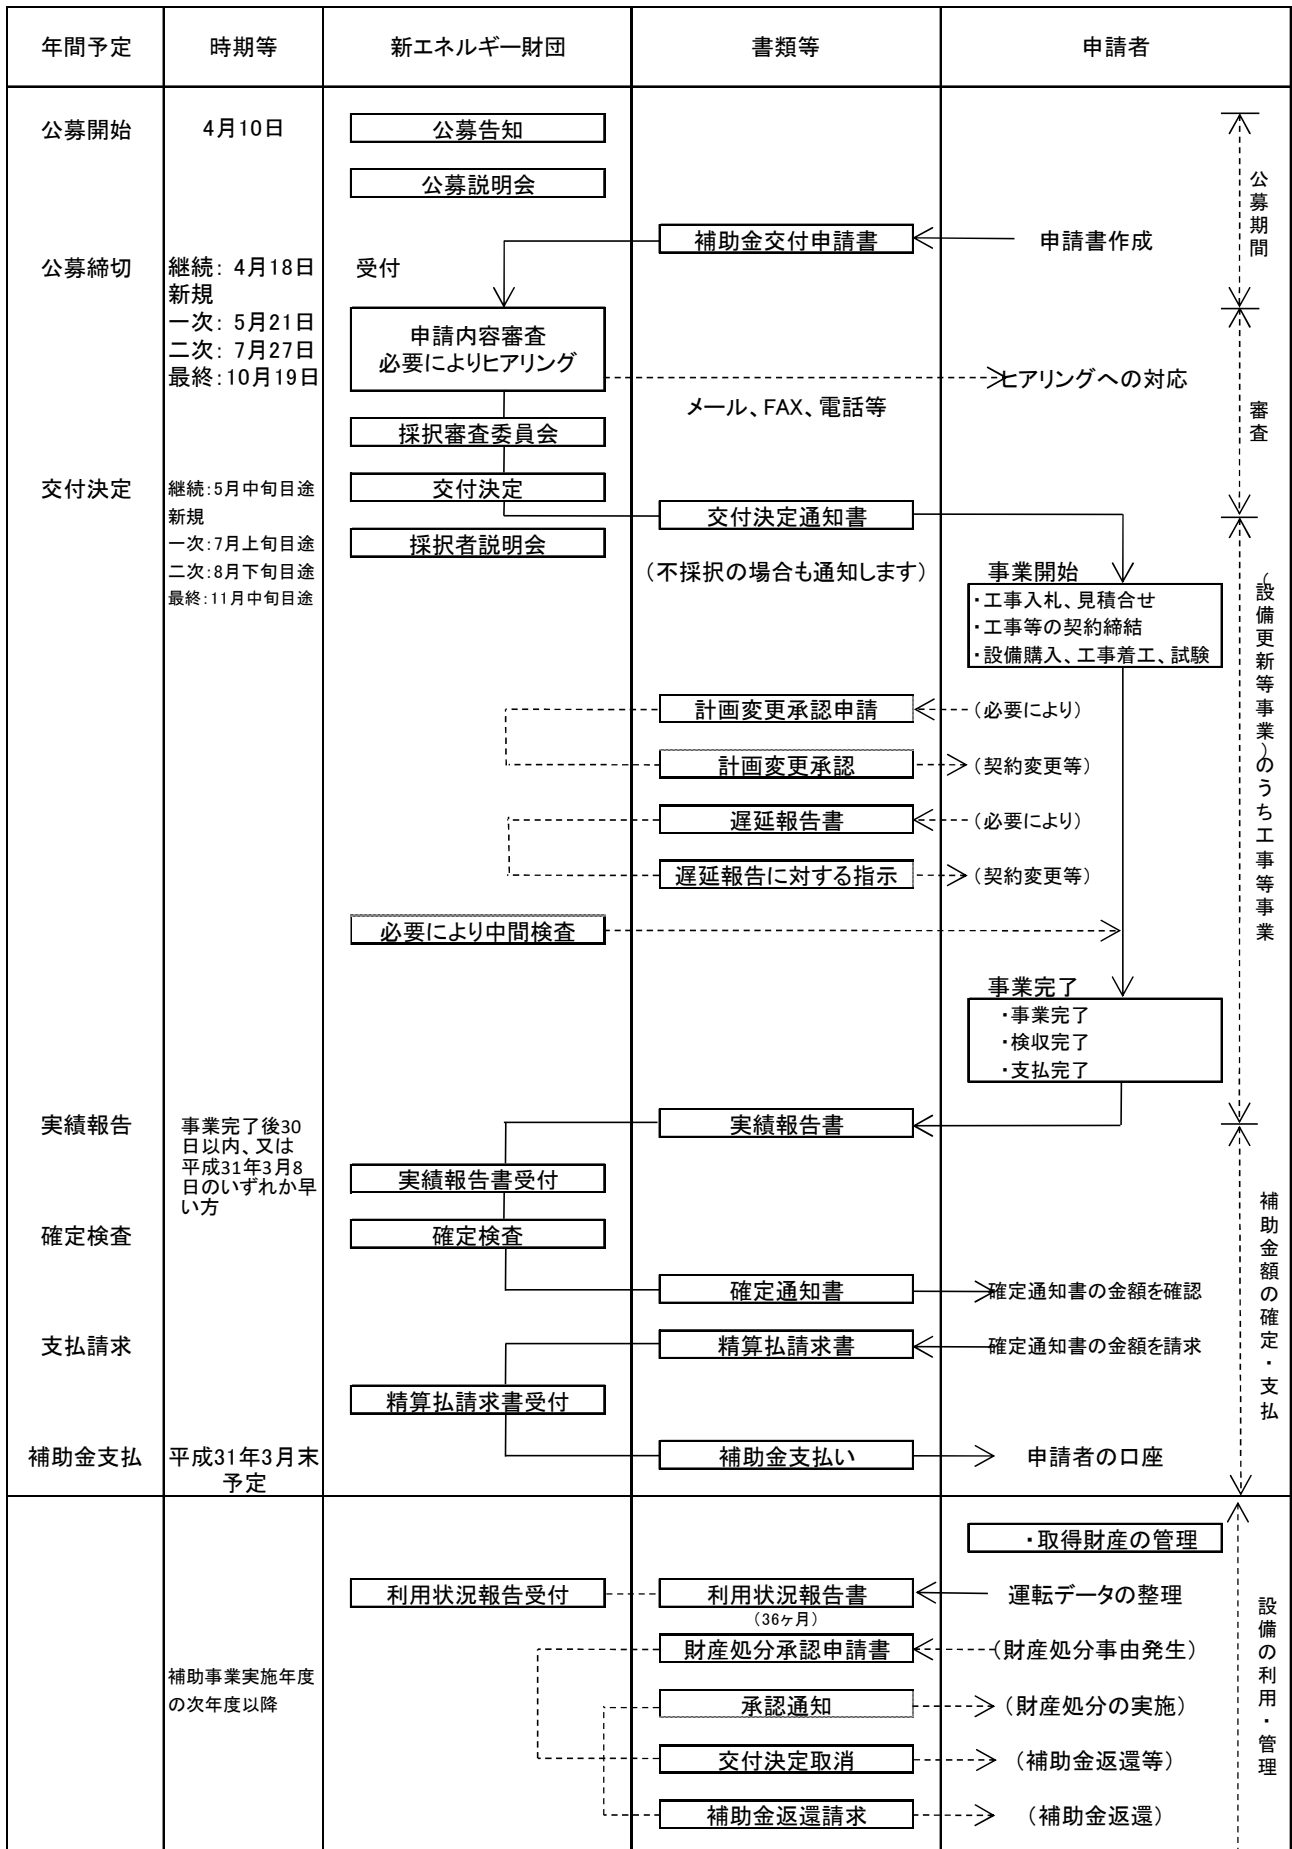 年間予定
時期等
新エネルギー財団
書類等
申請者
公募開始
4月10日
公募告知
公募説明会
補助金交付申請書
申請書作成
公募期間
公募締切
継続: 4月18日
新規
一次: 5月21日
二次: 7月27日
最終:10月19日
受付
申請内容審査
必要によりヒアリング
ヒアリングへの対応
メール、FAX、電話等
採択審査委員会
審査
交付決定
継続:5月中旬目途
新規
一次:7月上旬目途
二次:8月下旬目途
最終:11月中旬目途
交付決定
交付決定通知書
採択者説明会
(不採択の場合も通知します)
事業開始
・工事入札、見積合せ
・工事等の契約締結
・設備購入、工事着工、試験
(設備更新等事業)のうち工事等事業
計画変更承認申請
(必要により)
計画変更承認
(契約変更等)
遅延報告書
(必要により)
遅延報告に対する指示
(契約変更等)
必要により中間検査
事業完了
・事業完了
・検収完了
・支払完了
実績報告
事業完了後30
日以内、又は
平成31年3月8
日のいずれか早
い方
実績報告書
実績報告書受付
確定検査
確定検査
確定通知書
確定通知書の金額を確認
補助金額の確定・支払
支払請求
精算払請求書
確定通知書の金額を請求
精算払請求書受付
補助金支払
平成31年3月末
予定
補助金支払い
申請者の口座
・取得財産の管理
利用状況報告受付
利用状況報告書
(36ヶ月)
運転データの整理
設備の利用・管理
財産処分承認申請書
(財産処分事由発生)
補助事業実施年度
の次年度以降
承認通知
(財産処分の実施)
交付決定取消
(補助金返還等)
補助金返還請求
(補助金返還)